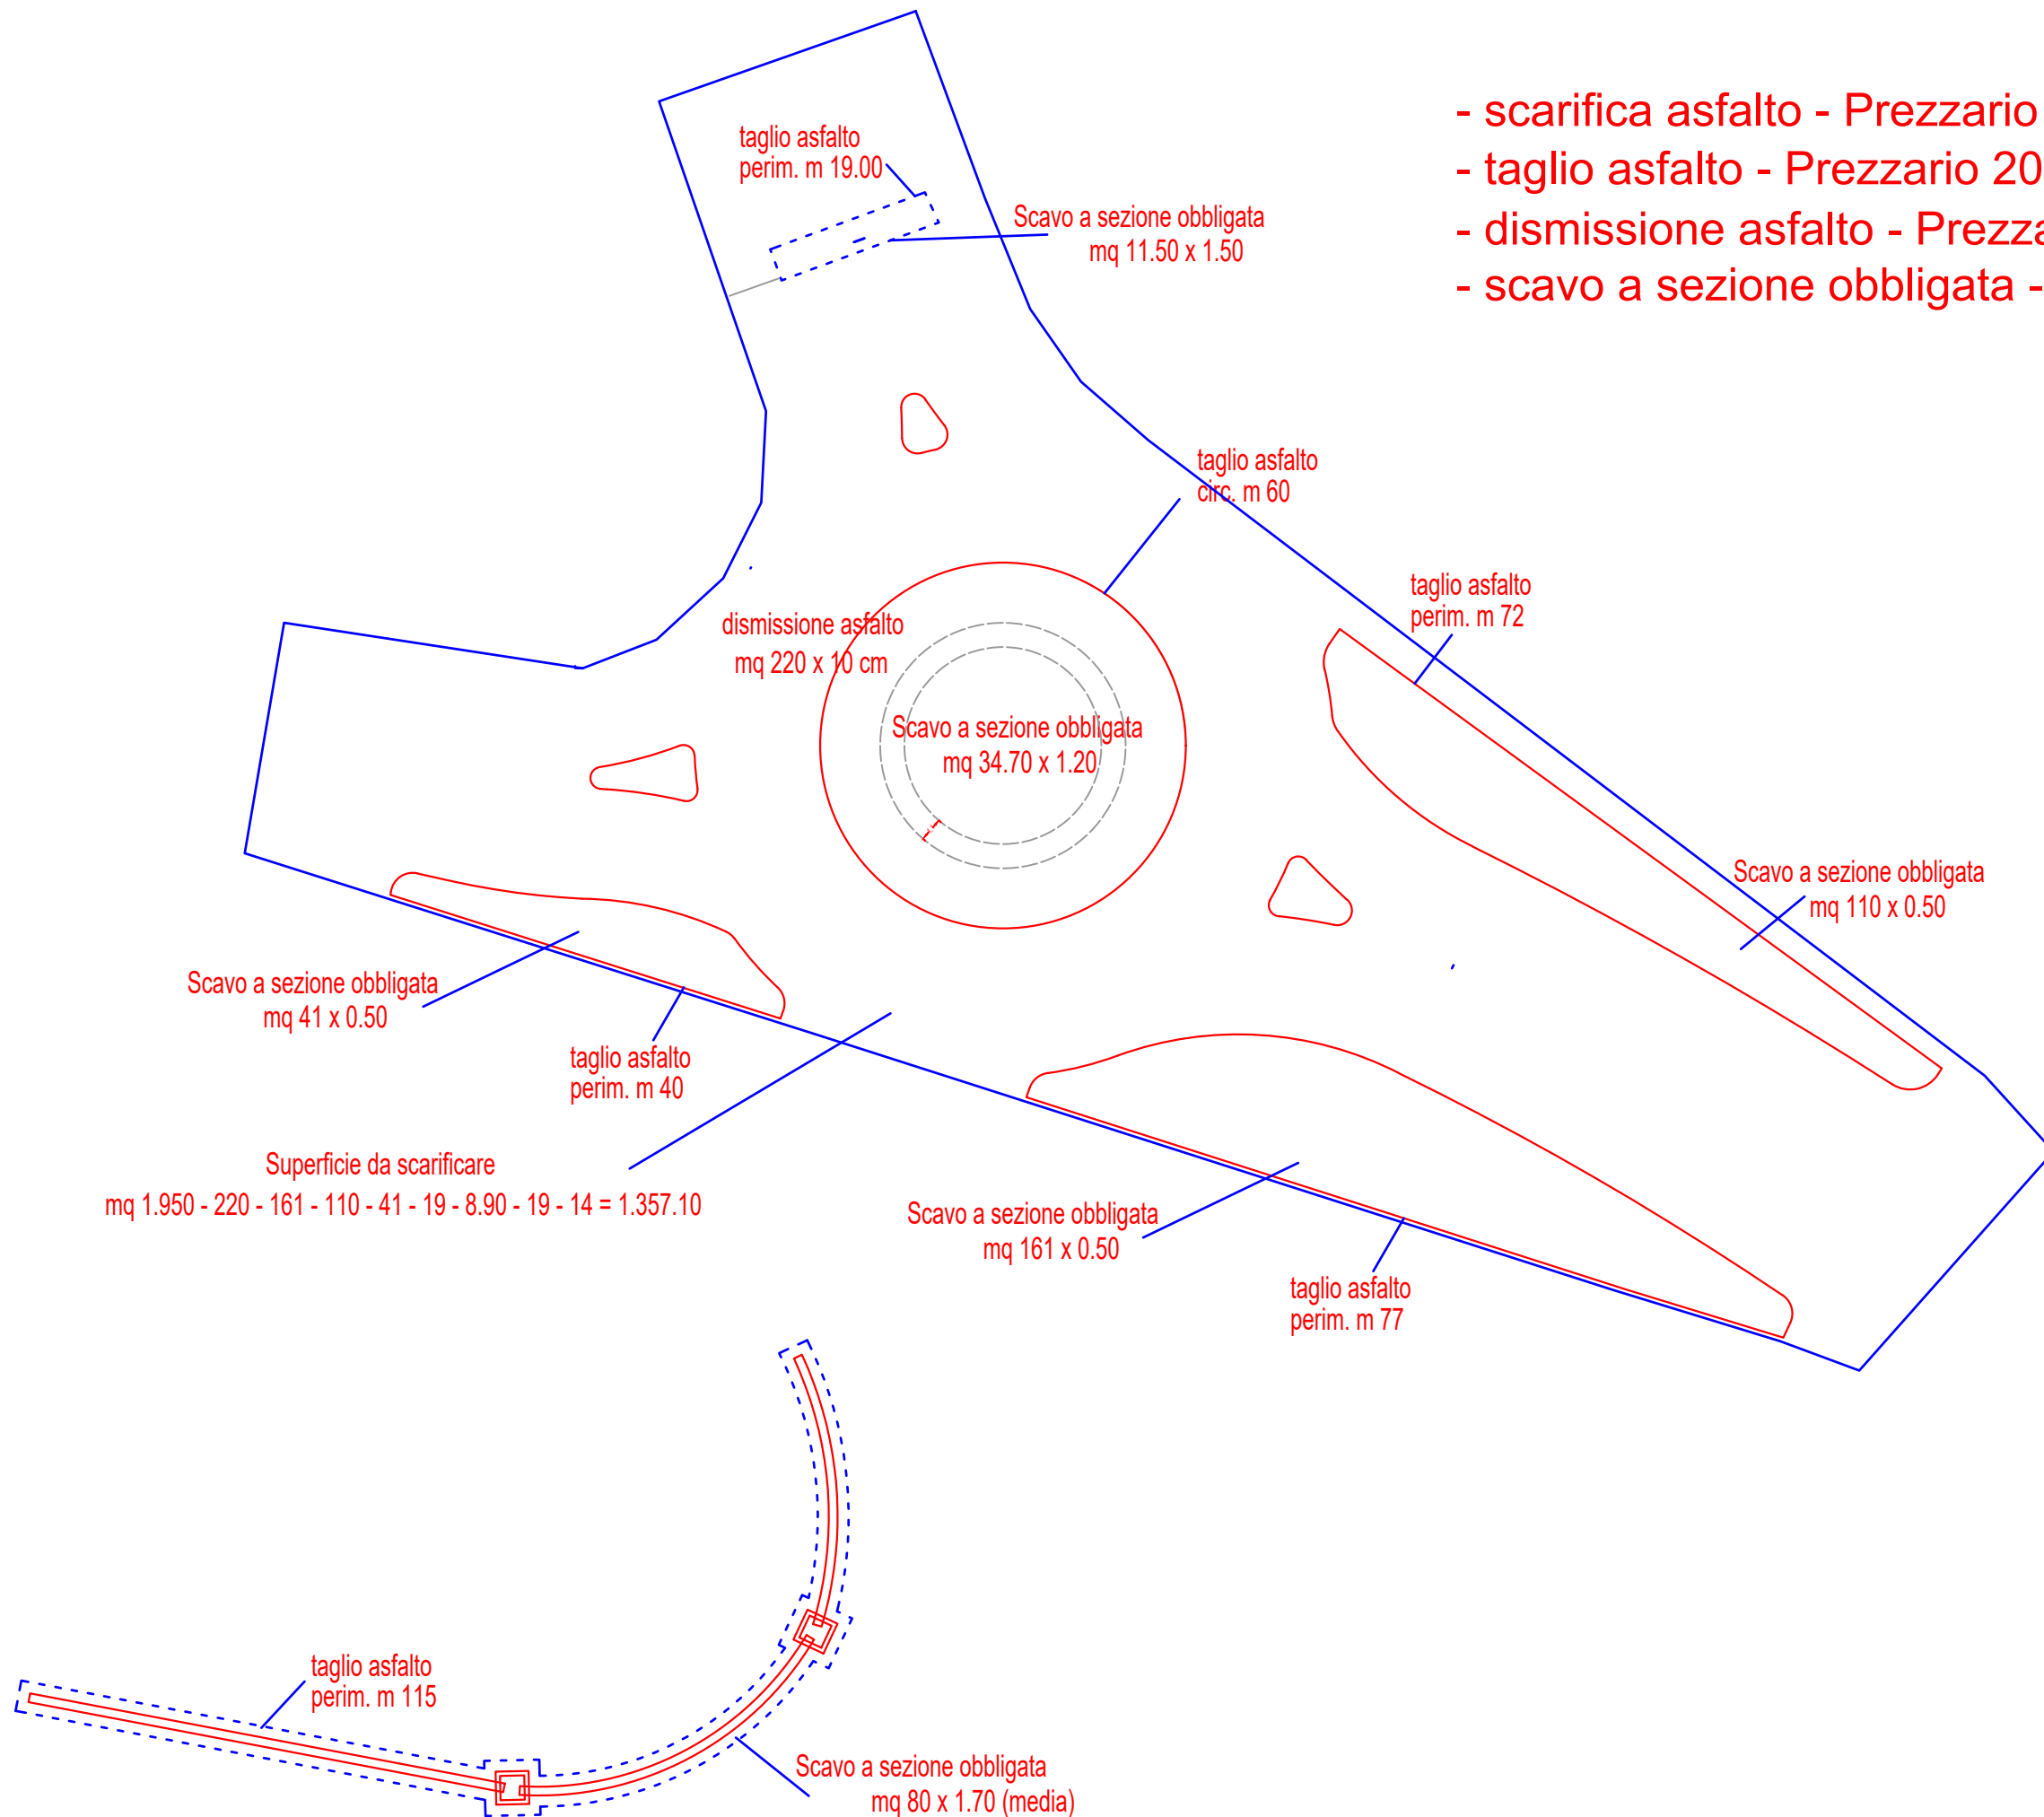 - scarifica asfalto - Prezzario
- taglio asfalto - Prezzario 20
- dismissione asfalto - Prezza
- scavo a sezione obbligata -
taglio asfalto
perim. m 19.00
Scavo a sezione obbligata
mq 11.50 x 1.50
taglio asfalto
circ. m 60
taglio asfalto
perim. m 72
dismissione asfalto
mq 220 x 10 cm
Scavo a sezione obbligata
mq 34.70 x 1.20
Scavo a sezione obbligata
mq 110 x 0.50
Scavo a sezione obbligata
mq 41 x 0.50
taglio asfalto
perim. m 40
Superficie da scarificare
mq 1.950 - 220 - 161 - 110 - 41 - 19 - 8.90 - 19 - 14 = 1.357.10
Scavo a sezione obbligata
mq 161 x 0.50
taglio asfalto
perim. m 77
taglio asfalto
perim. m 115
Scavo a sezione obbligata
mq 80 x 1.70 (media)